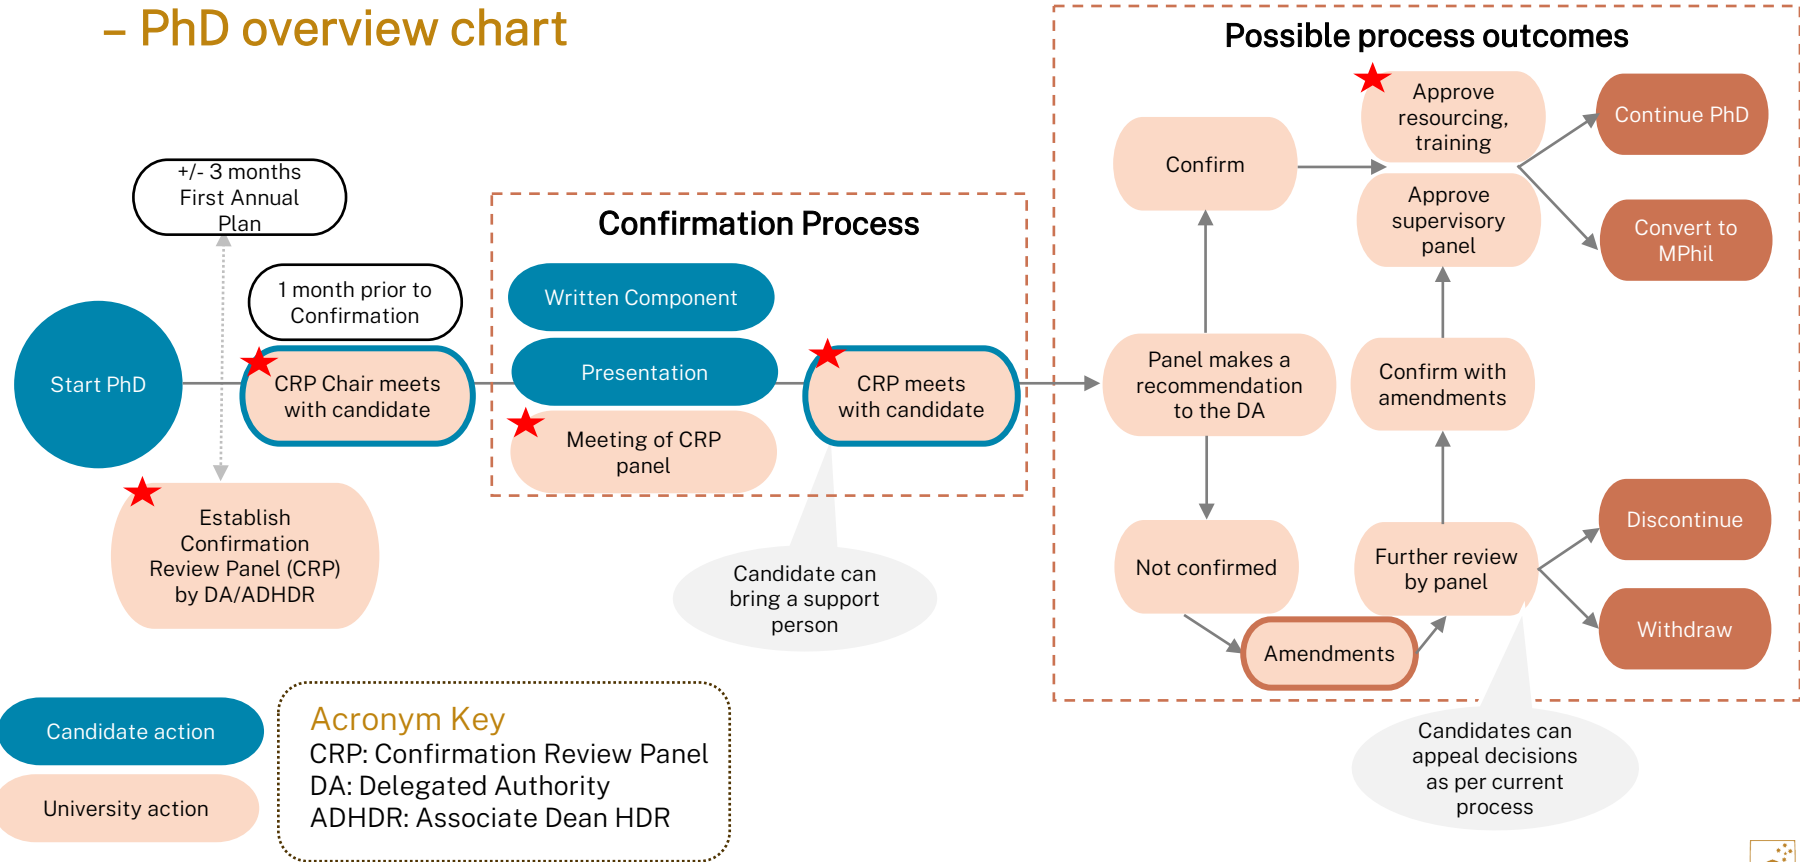 – PhD overview chart
Possible process outcomes
+/- 3 months
First Annual
Plan
1 month prior to
Confirmation
Start PhD
CRP Chair meets
with candidate
Establish
Confirmation
Review Panel (CRP)
by DA/ADHDR
Confirmation Process
Written Component
Presentation
Meeting of CRP
panel
CRP meets
with candidate
Candidate can
bring a support
person
Confirm
Panel makes a
recommendation
to the DA
Not confirmed
Amendments
Approve
resourcing,
training
Approve
supervisory
panel
Confirm with
amendments
Further review
by panel
Continue PhD
Convert to
MPhil
Discontinue
Withdraw
Candidates can
appeal decisions
as per current
process
Candidate action
University action
Acronym Key
CRP: Confirmation Review Panel
DA: Delegated Authority
ADHDR: Associate Dean HDR